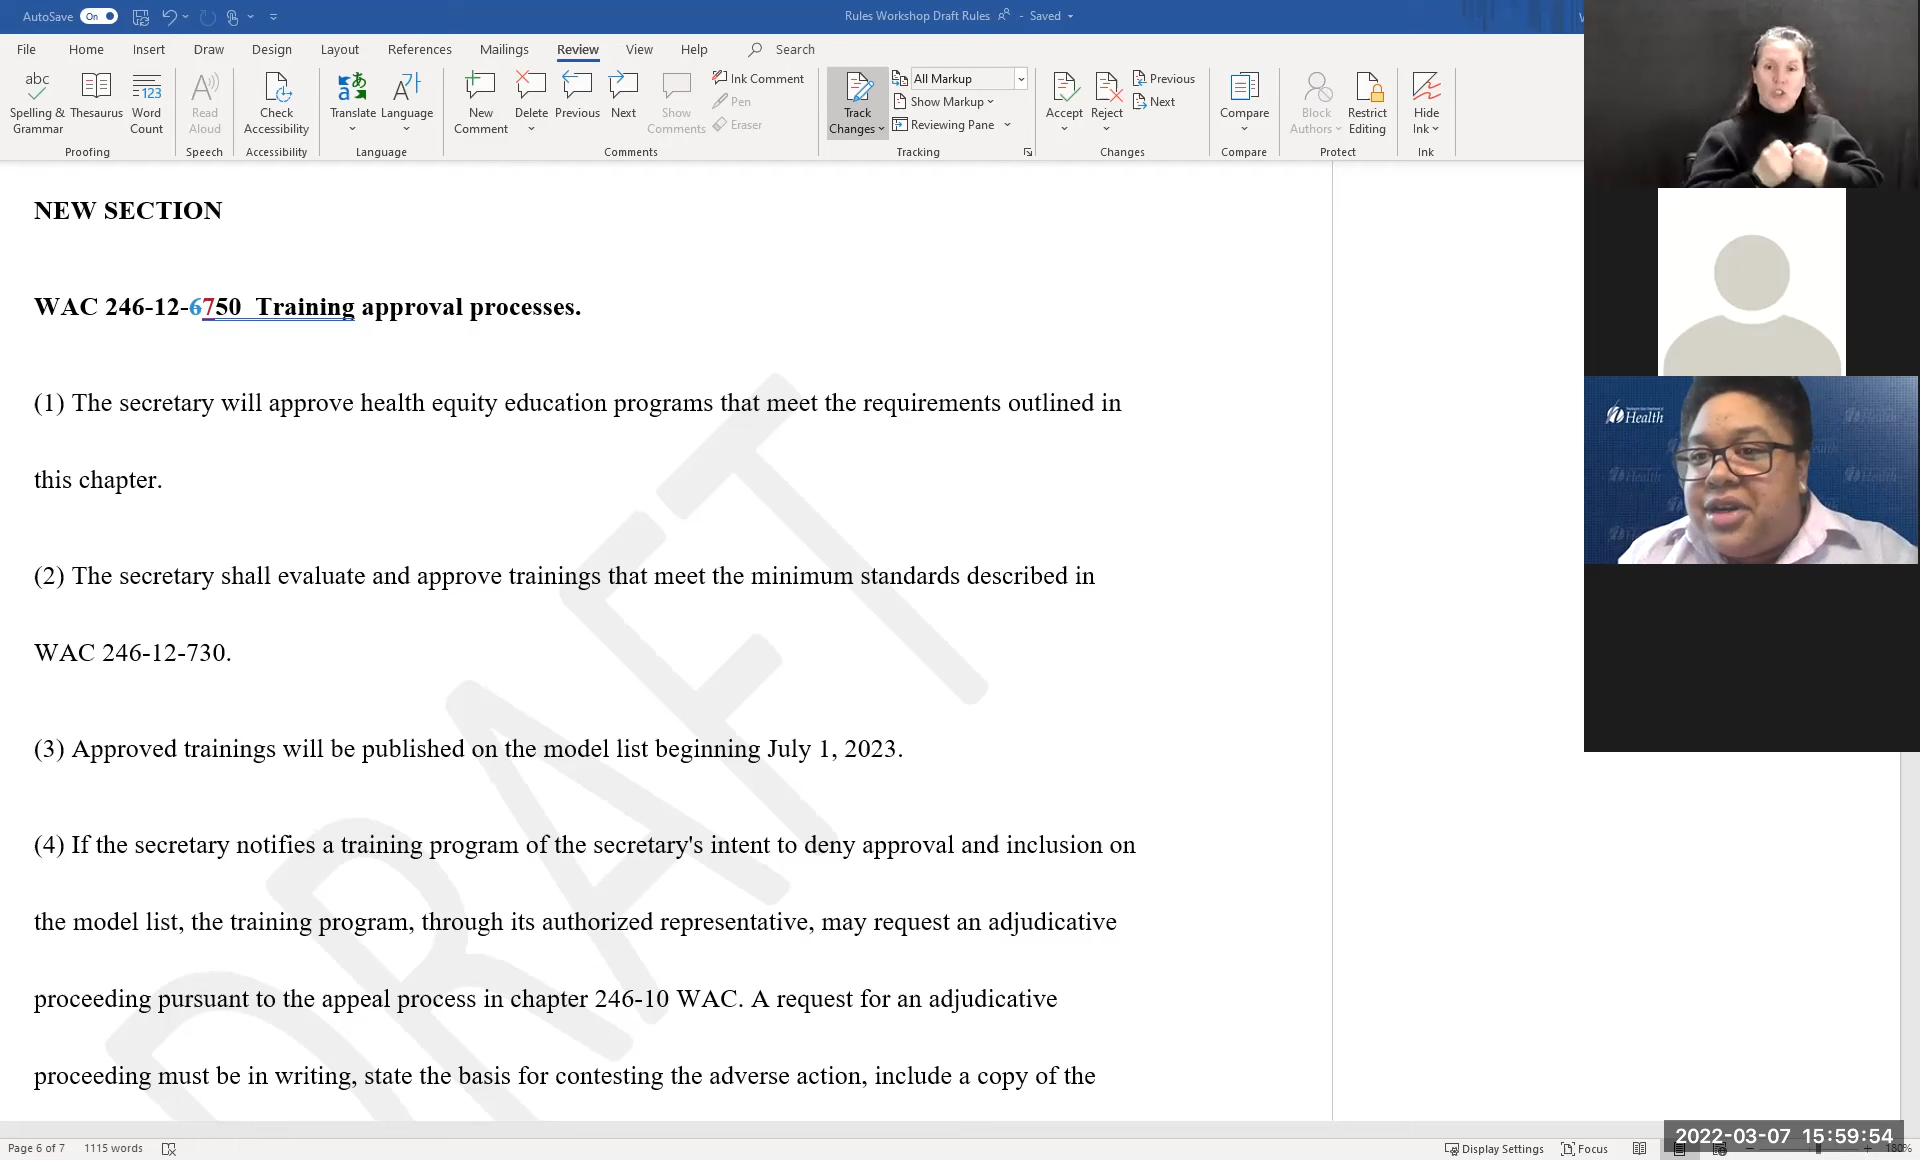 AutoSave On
Rules Workshop Draft Rules - Saved
File Home Insert Draw Design Layout References Mailings Review View Help Search
abc
Spelling & Grammar
Thesaurus
123
Word Count
Proofing
Read Aloud
Speech
Check Accessibility
Accessibility
Translate
Language
Language
New Comment
Delete
Previous
Next
Show Comments
Ink Comment
Pen
Eraser
Comments
Track Changes
All Markup
Show Markup
Reviewing Pane
Tracking
Accept
Reject
Previous
Next
Changes
Compare
Compare
Block Authors
Restrict Editing
Protect
Hide Ink
Ink
NEW SECTION
WAC 246-12-6750 Training approval processes.
(1) The secretary will approve health equity education programs that meet the requirements outlined in
this chapter.
(2) The secretary shall evaluate and approve trainings that meet the minimum standards described in
WAC 246-12-730.
(3) Approved trainings will be published on the model list beginning July 1, 2023.
(4) If the secretary notifies a training program of the secretary's intent to deny approval and inclusion on
the model list, the training program, through its authorized representative, may request an adjudicative
proceeding pursuant to the appeal process in chapter 246-10 WAC. A request for an adjudicative
proceeding must be in writing, state the basis for contesting the adverse action, include a copy of the
DRAFT
Health
Page 6 of 7 1115 words
Display Settings Focus
2022-03-07 15:59:54
180%